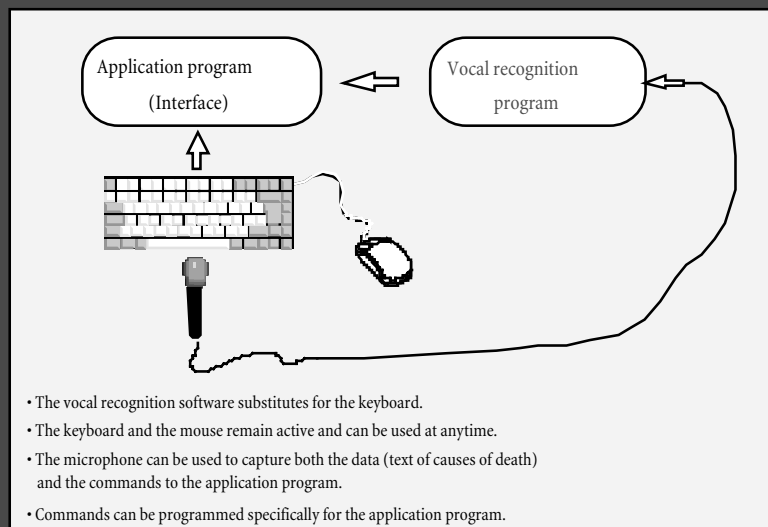 Application program
(Interface)
Vocal recognition
program
• The vocal recognition software substitutes for the keyboard.
• The keyboard and the mouse remain active and can be used at anytime.
• The microphone can be used to capture both the data (text of causes of death)
and the commands to the application program.
• Commands can be programmed specifically for the application program.